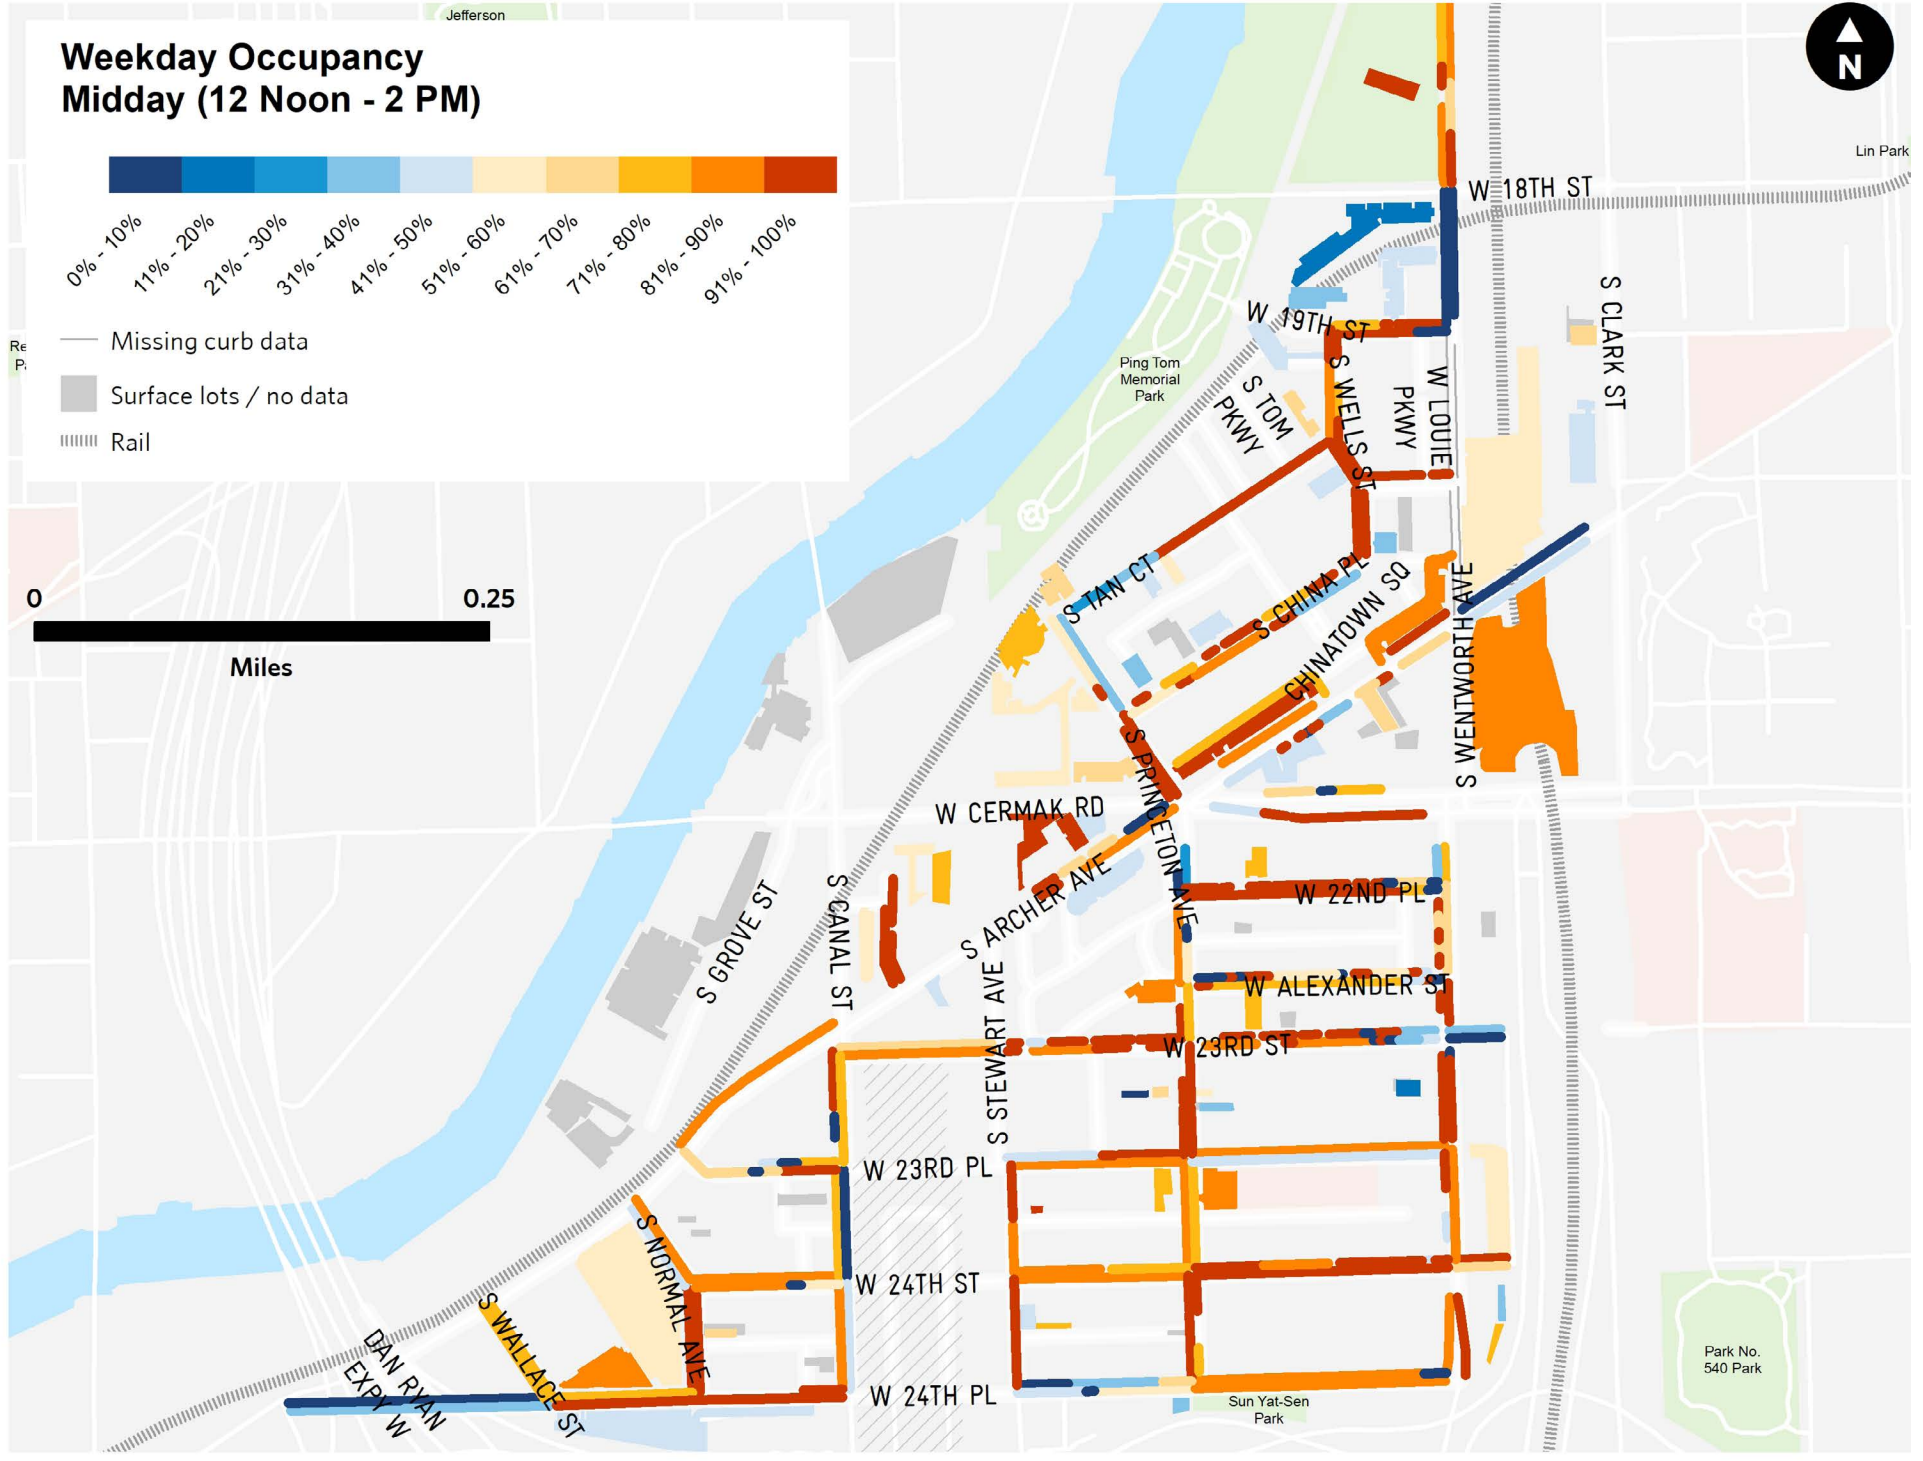 Jefferson
Weekday Occupancy
Midday (12 Noon - 2 PM)
0% - 10%
11% - 20%
21% - 30%
31% - 40%
41% - 50%
51% - 60%
61% - 70%
71% - 80%
81% - 90%
91% - 100%
Missing curb data
Surface lots / no data
Rail
Re
Pa
0
0.25
Miles
N
Lin Park
W 18TH ST
S CLARK ST
W 19TH ST
Ping Tom
Memorial
Park
S TOM
PKWY
S WELLS ST
W LOUIE
PKWY
S TAN CT
S CHINA PL
CHINATOWN SQ
S WENTWORTH AVE
S PRINCETON AVE
W CERMAK RD
S ARCHER AVE
W 22ND PL
S GROVE ST
S CANAL ST
S STEWART AVE
W ALEXANDER ST
W 23RD ST
W 23RD PL
S NORMAL AVE
W 24TH ST
S WALLACE ST
DAN RYAN
EXPY W
W 24TH PL
Sun Yat-Sen
Park
Park No.
540 Park